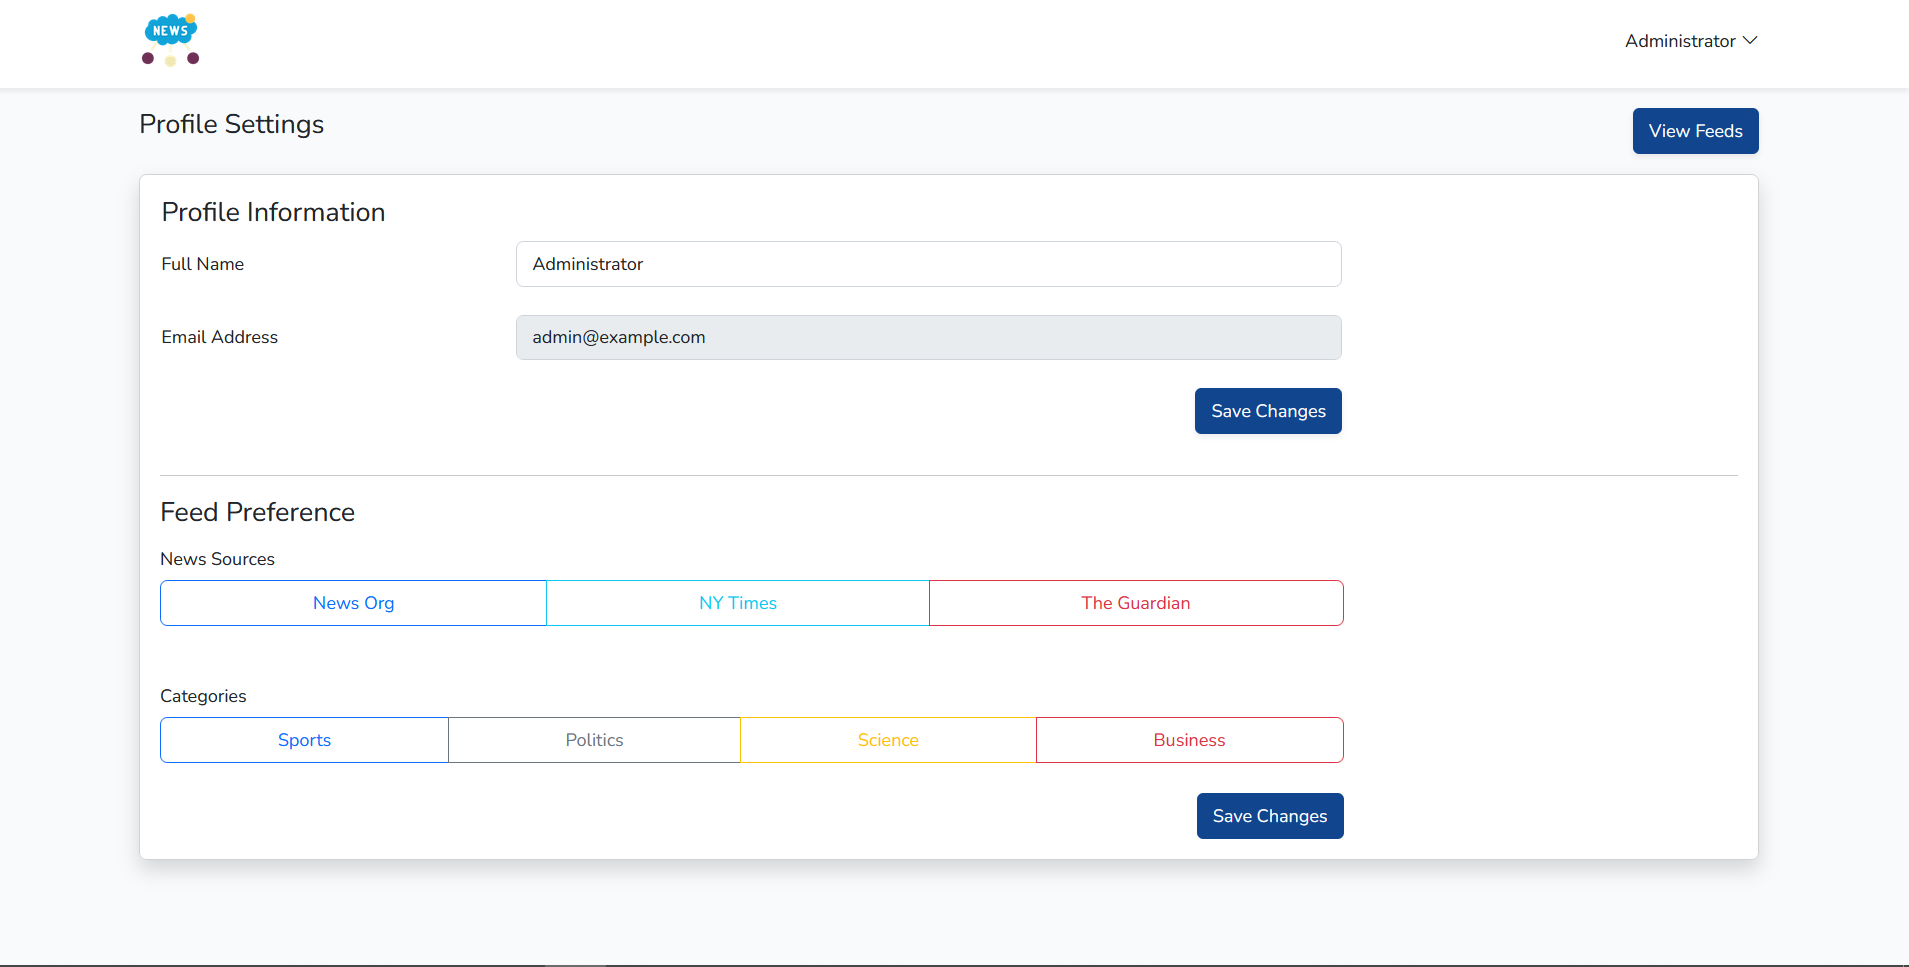 NEWS
Administrator
Profile Settings
View Feeds
Profile Information
Full Name
Administrator
Email Address
admin@example.com
Save Changes
Feed Preference
News Sources
News Org NY Times The Guardian
Categories
Sports Politics Science Business
Save Changes